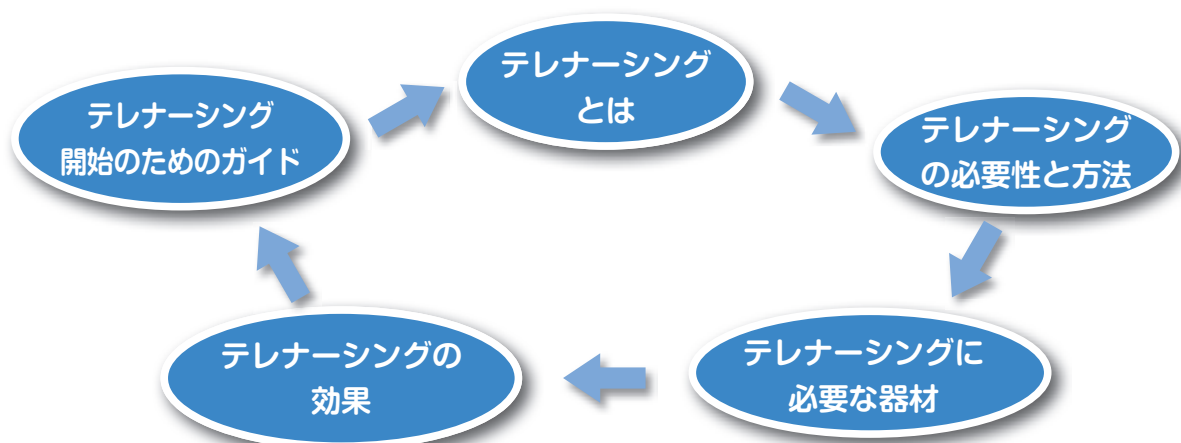 テレナーシング
とは
テレナーシング
の必要性と方法
テレナーシングに
必要な器材
テレナーシングの
効果
テレナーシング
開始のためのガイド